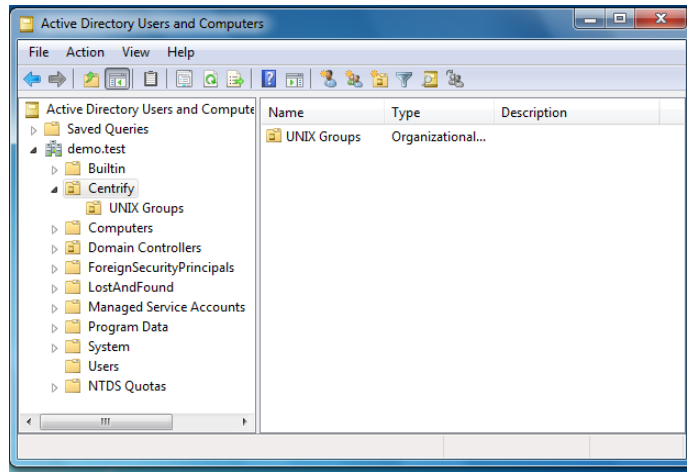 Active Directory Users and Computers
File Action View Help
Active Directory Users and Compute
Saved Queries
demo.test
Builtin
Centrify
UNIX Groups
Computers
Domain Controllers
ForeignSecurityPrincipals
LostAndFound
Managed Service Accounts
Program Data
System
Users
NTDS Quotas
Name Type Description
UNIX Groups Organizational...